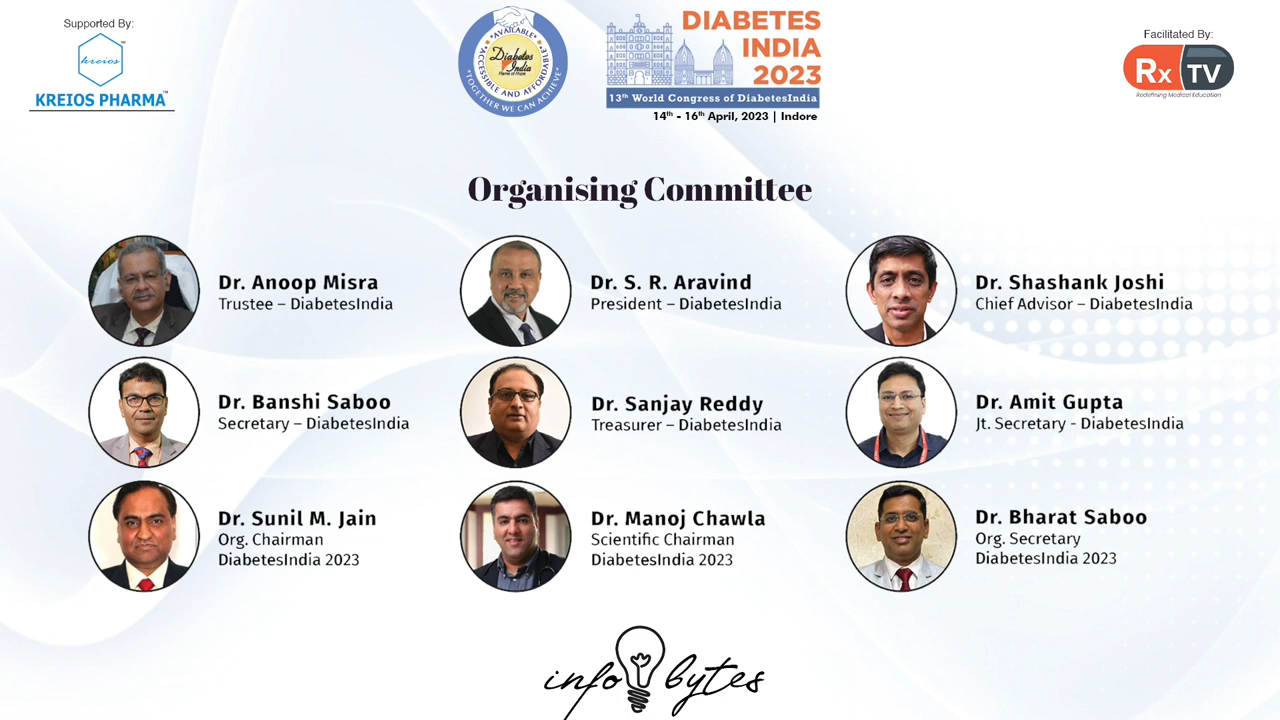 Supported By:
kreios
KREIOS PHARMA™
AVAILABLE
ACCESSIBLE AND AFFORDABLE
Diabetes
India
Flame of Hope
"TOGETHER WE CAN ACHIEVE"
DIABETES
INDIA
2023
13th World Congress of DiabetesIndia
14th - 16th April, 2023 | Indore
Facilitated By:
Rx TV
Redefining Medical Education
Organising Committee
Dr. Anoop Misra
Trustee – DiabetesIndia
Dr. S. R. Aravind
President – DiabetesIndia
Dr. Shashank Joshi
Chief Advisor – DiabetesIndia
Dr. Banshi Saboo
Secretary – DiabetesIndia
Dr. Sanjay Reddy
Treasurer – DiabetesIndia
Dr. Amit Gupta
Jt. Secretary - DiabetesIndia
Dr. Sunil M. Jain
Org. Chairman
DiabetesIndia 2023
Dr. Manoj Chawla
Scientific Chairman
DiabetesIndia 2023
Dr. Bharat Saboo
Org. Secretary
DiabetesIndia 2023
info bytes